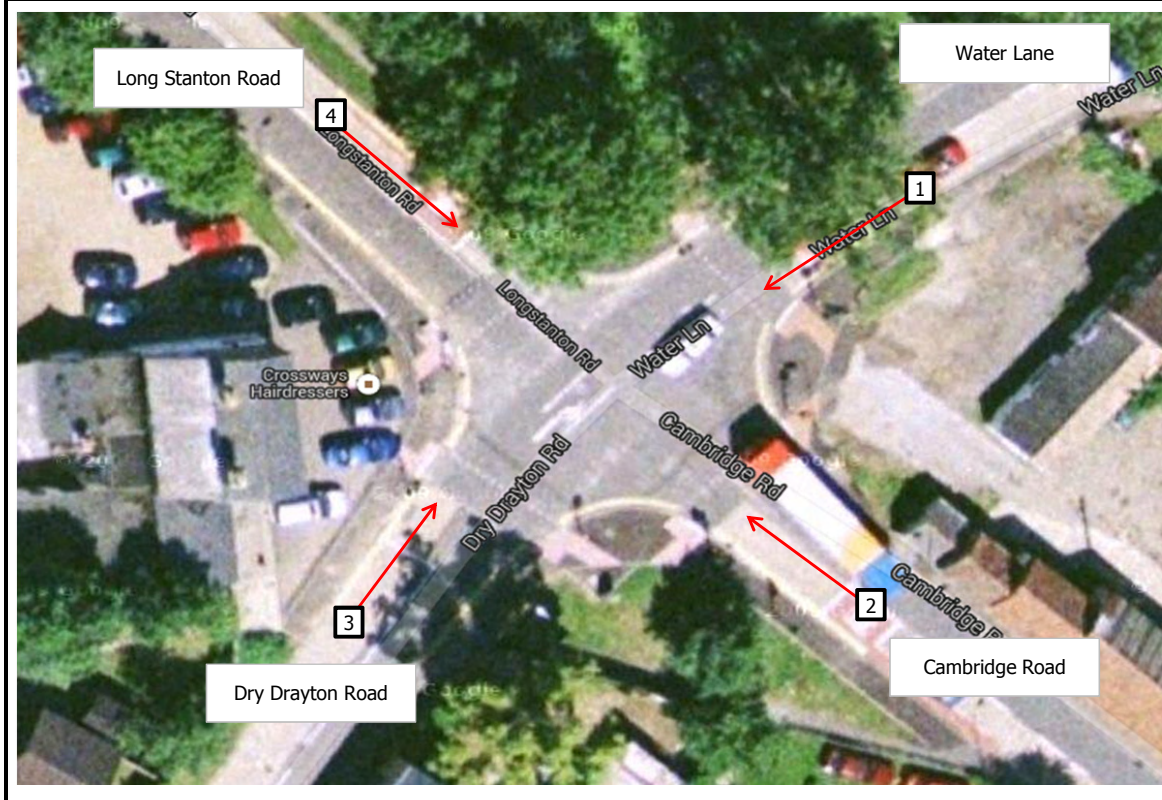 Long Stanton Road
Water Lane
Water Ln
4
Longstanton Rd
1
Water Ln
Longstanton Rd
Water Ln
Crossways
Hairdressers
Cambridge Rd
Dry Drayton Rd
Cambridge R
2
3
Cambridge Road
Dry Drayton Road
Google